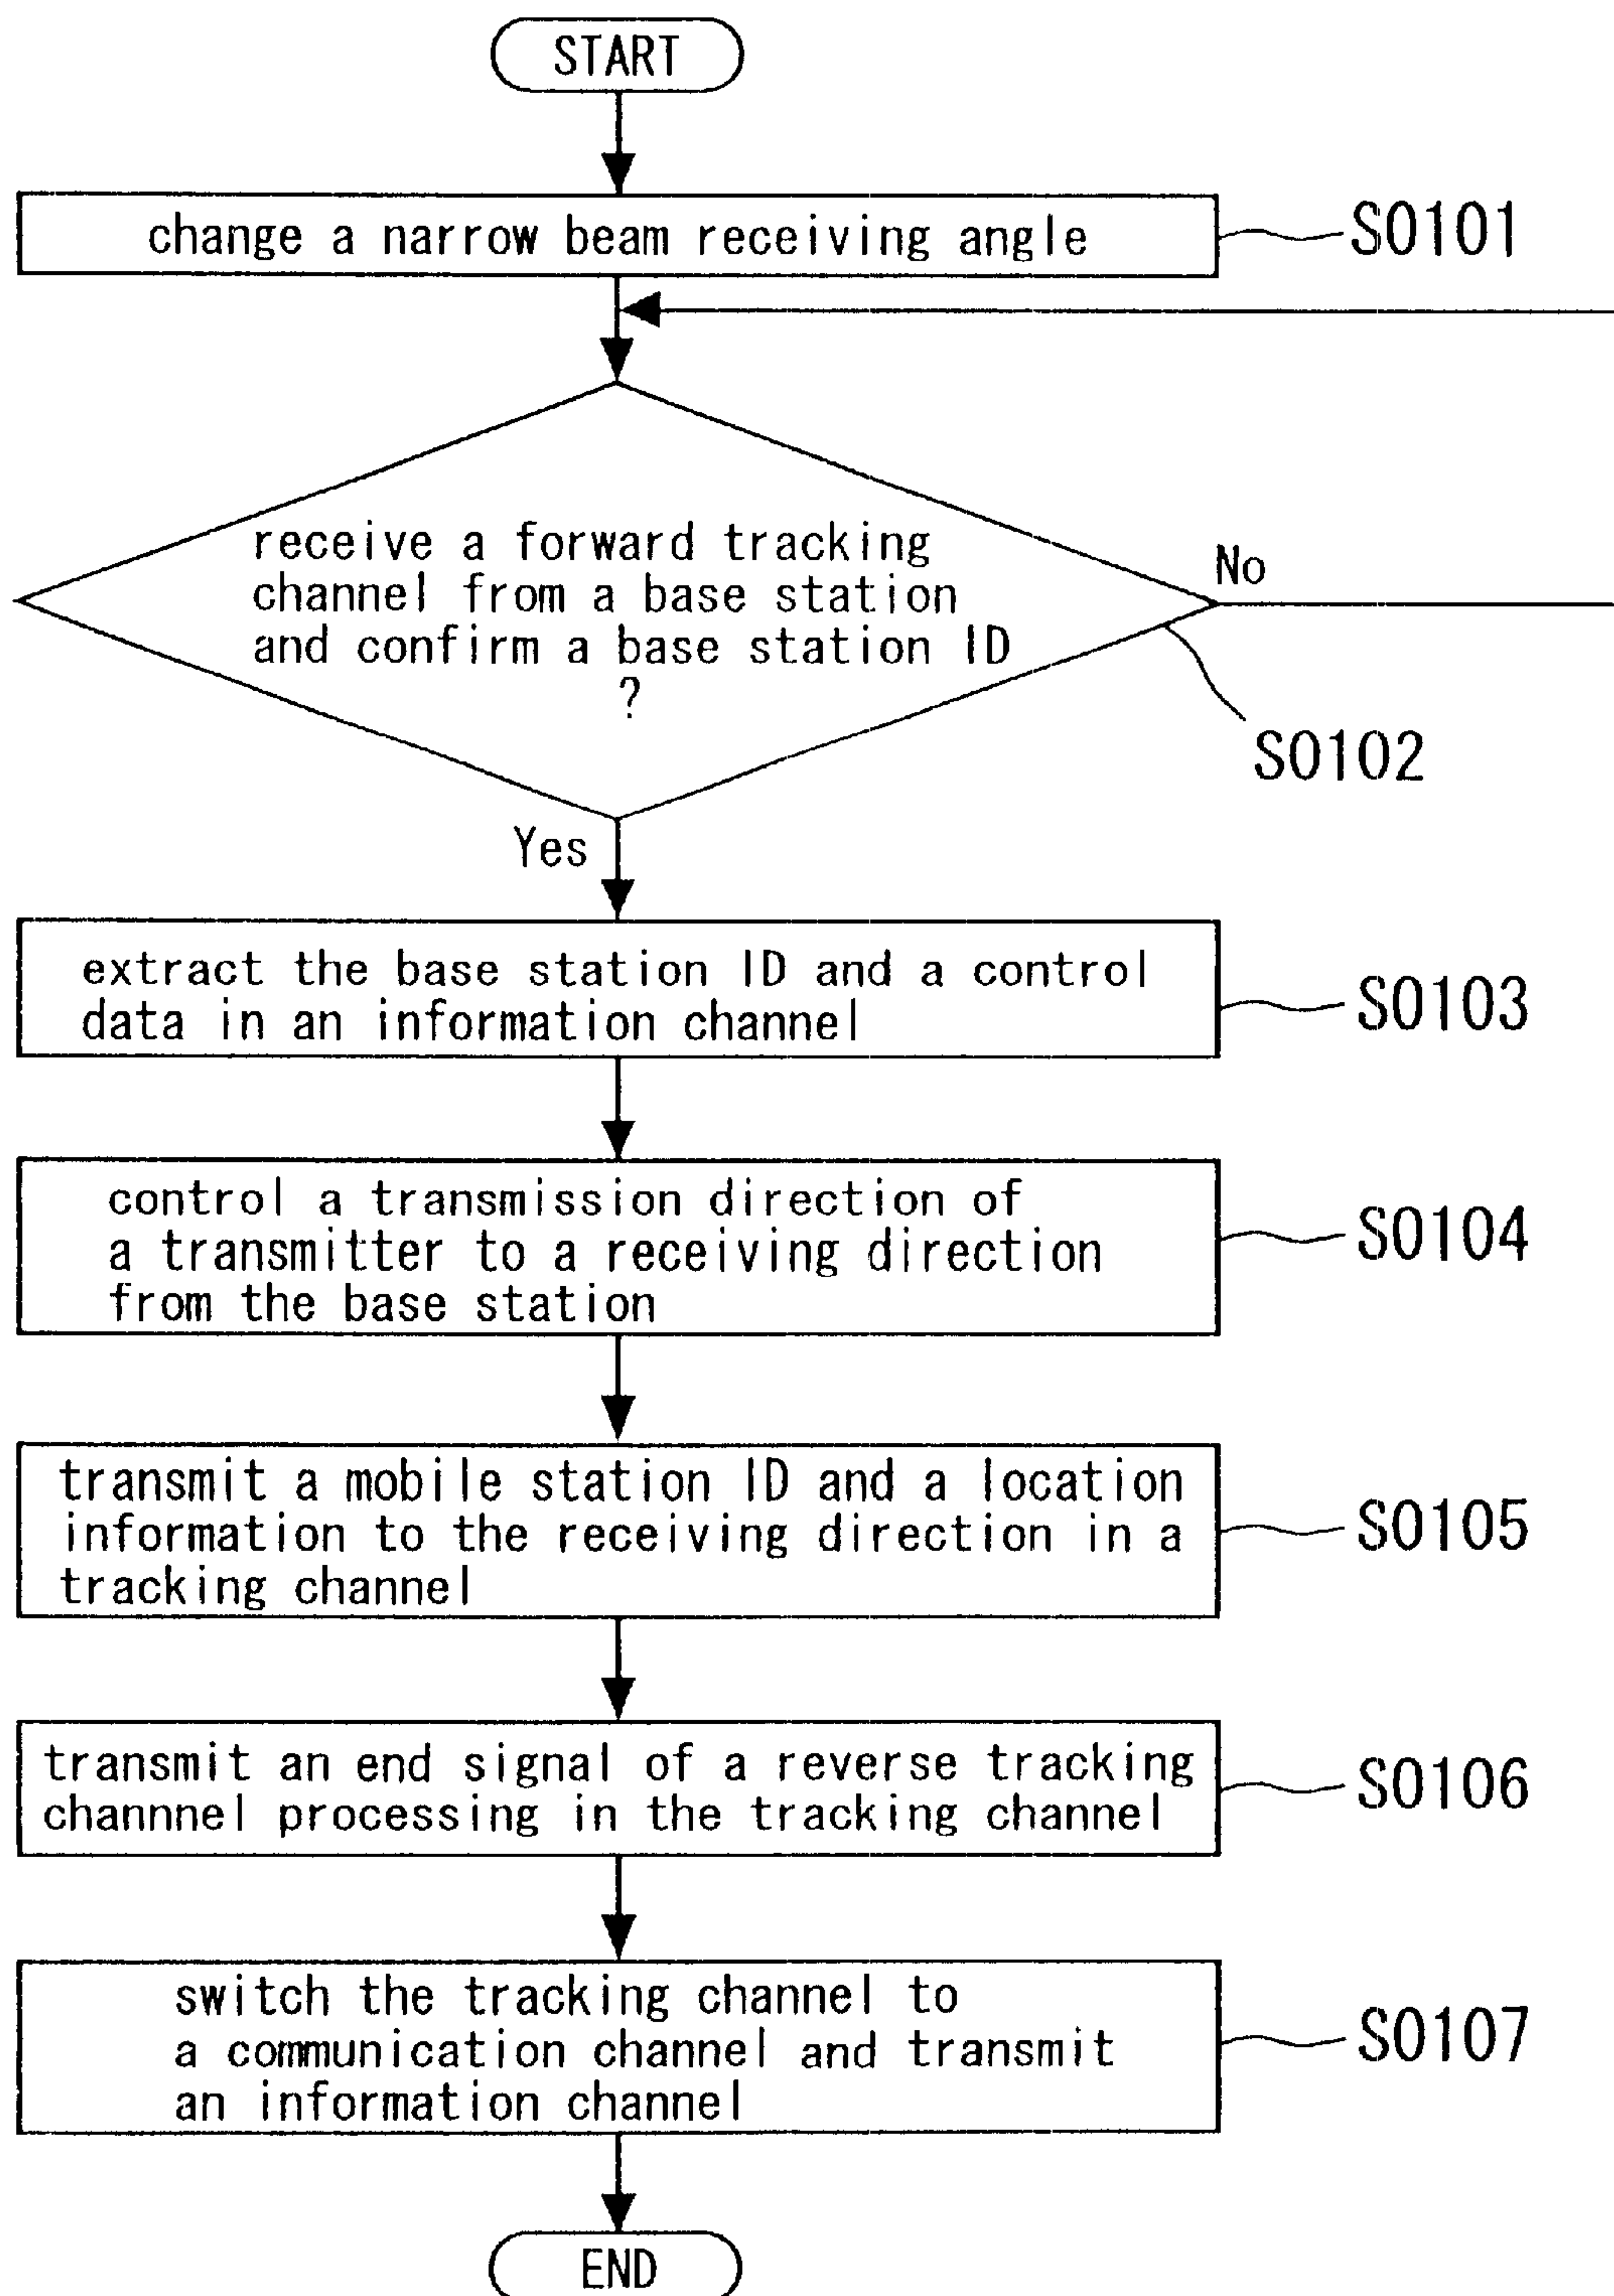 START
change a narrow beam receiving angle
S0101
receive a forward tracking
channel from a base station
and confirm a base station ID
?
No
S0102
Yes
extract the base station ID and a control
data in an information channel
S0103
control a transmission direction of
a transmitter to a receiving direction
from the base station
S0104
transmit a mobile station ID and a location
information to the receiving direction in a
tracking channel
S0105
transmit an end signal of a reverse tracking
channnel processing in the tracking channel
S0106
switch the tracking channel to
a communication channel and transmit
an information channel
S0107
END